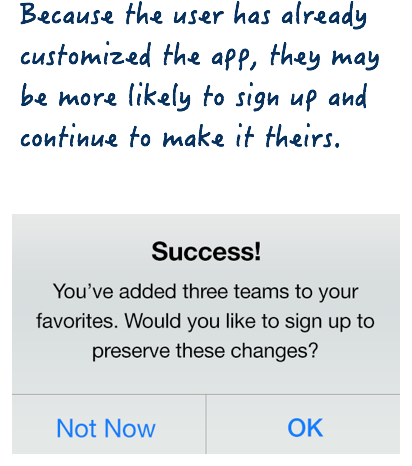 Because the user has already
customized the app, they may
be more likely to sign up and
continue to make it theirs.
Success!
You’ve added three teams to your
favorites. Would you like to sign up to
preserve these changes?
Not Now
OK